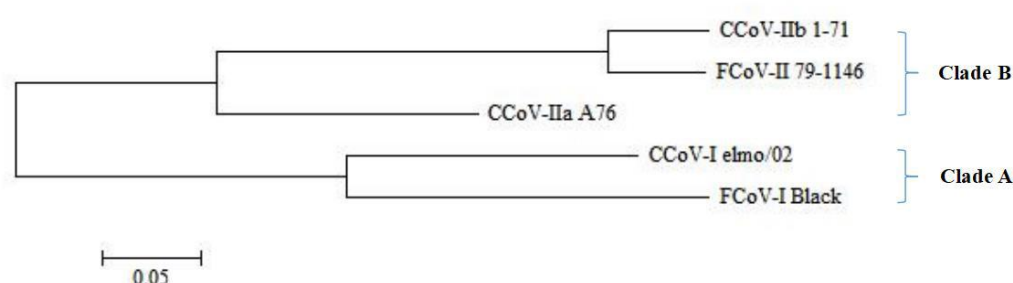 CCoV-IIb 1-71
FCoV-II 79-1146
Clade B
CCoV-IIa A76
CCoV-I elmo/02
Clade A
FCoV-I Black
0.05